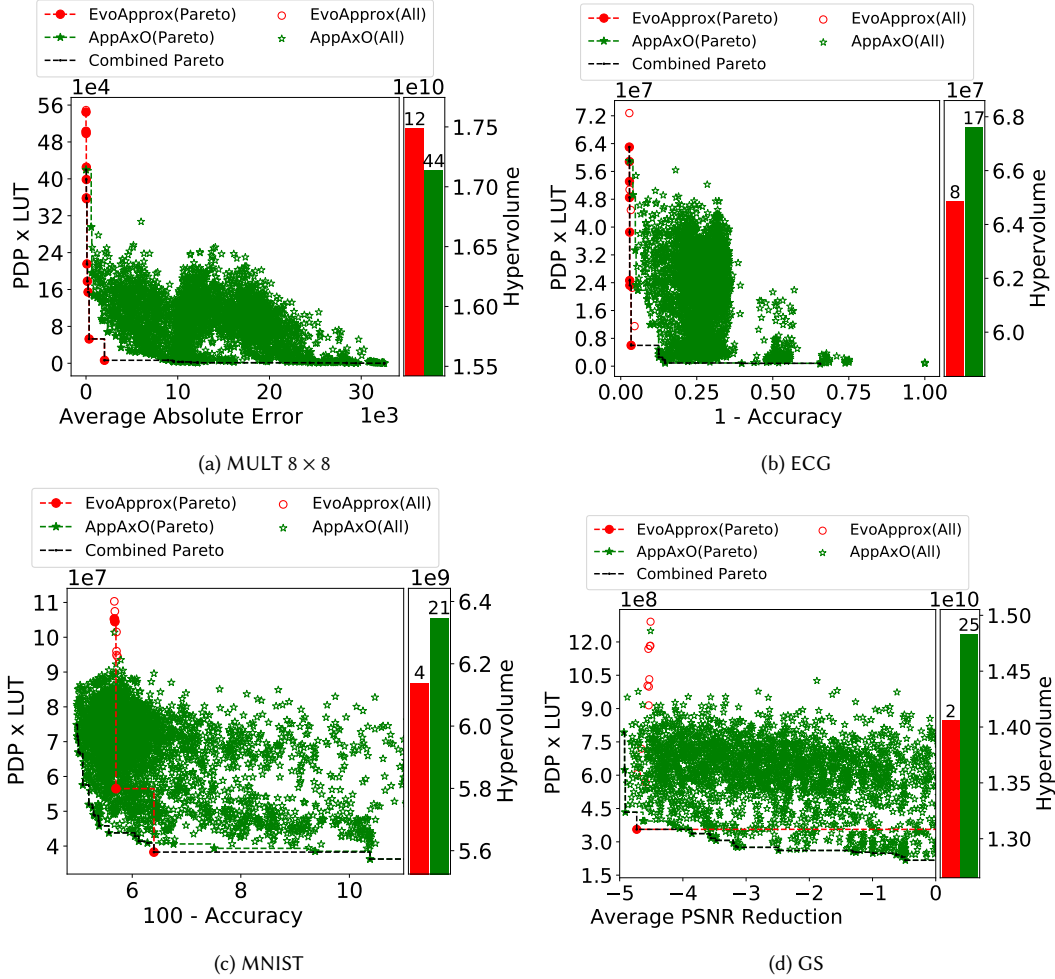 EvoApprox(Pareto) EvoApprox(All)
AppAxO(Pareto) AppAxO(All)
Combined Pareto
1e4 1e10
56
48
40
32
24
16
8
0
PDP x LUT
12
44
1.75
1.70
1.65
1.60
1.55
Hypervolume
0 10 20 30
Average Absolute Error 1e3
(a) MULT 8 × 8
EvoApprox(Pareto) EvoApprox(All)
AppAxO(Pareto) AppAxO(All)
Combined Pareto
1e7 1e7
7.2
6.4
5.6
4.8
4.0
3.2
2.4
1.6
0.8
0.0
PDP x LUT
8
17
6.8
6.6
6.4
6.2
6.0
Hypervolume
0.00 0.25 0.50 0.75 1.00
1 - Accuracy
(b) ECG
EvoApprox(Pareto) EvoApprox(All)
AppAxO(Pareto) AppAxO(All)
Combined Pareto
1e7 1e9
11
10
9
8
7
6
5
4
PDP x LUT
4
21
6.4
6.2
6.0
5.8
5.6
Hypervolume
6 8 10
100 - Accuracy
(c) MNIST
EvoApprox(Pareto) EvoApprox(All)
AppAxO(Pareto) AppAxO(All)
Combined Pareto
1e8 1e10
12.0
10.5
9.0
7.5
6.0
4.5
3.0
1.5
PDP x LUT
2
25
1.50
1.45
1.40
1.35
1.30
Hypervolume
−5 −4 −3 −2 −1 0
Average PSNR Reduction
(d) GS